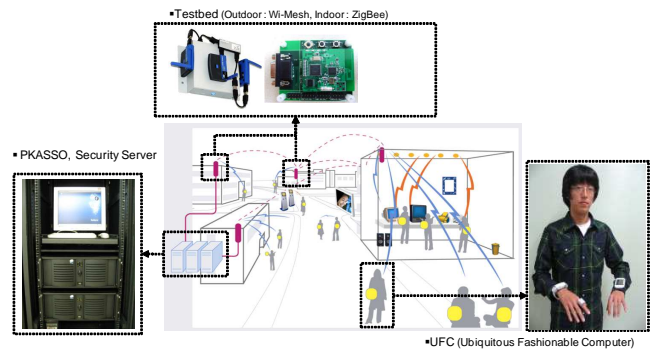 ▪Testbed (Outdoor : Wi-Mesh, Indoor : ZigBee)
▪ PKASSO, Security Server
▪UFC (Ubiquitous Fashionable Computer)